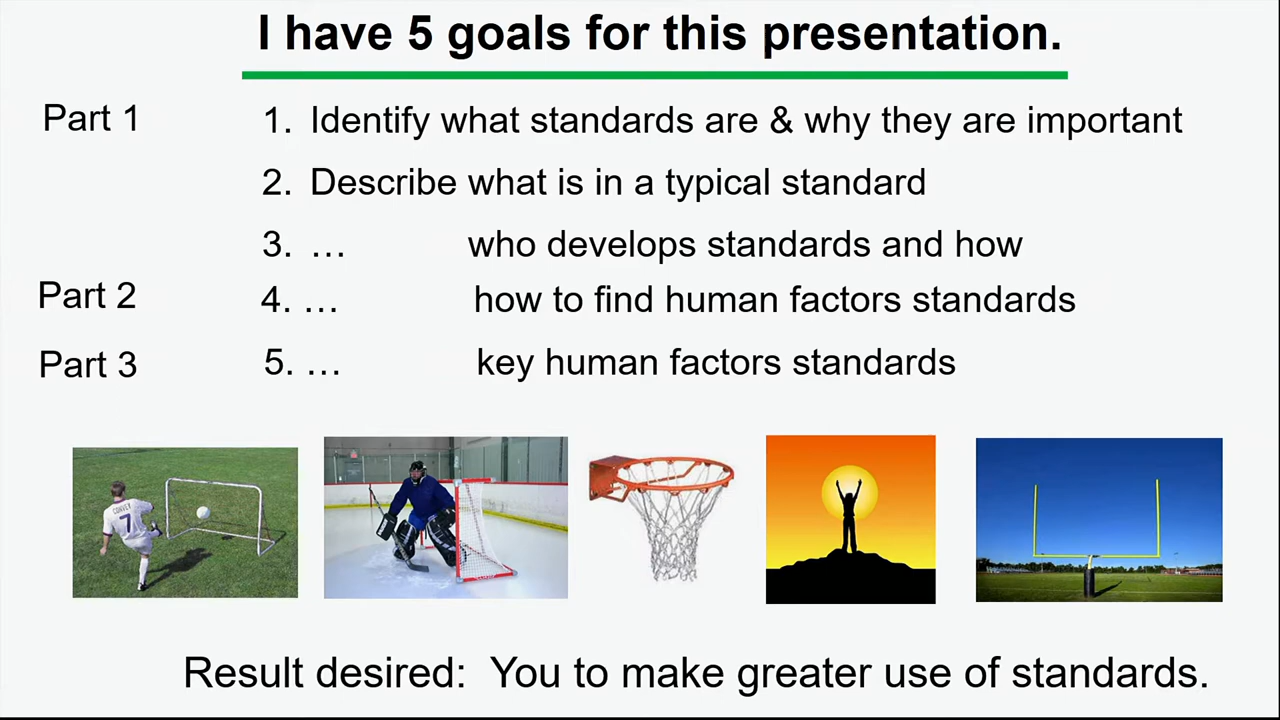 I have 5 goals for this presentation.
Part 1 1. Identify what standards are & why they are important
2. Describe what is in a typical standard
3. … who develops standards and how
Part 2 4. … how to find human factors standards
Part 3 5. … key human factors standards
CONVEY
7
Result desired: You to make greater use of standards.